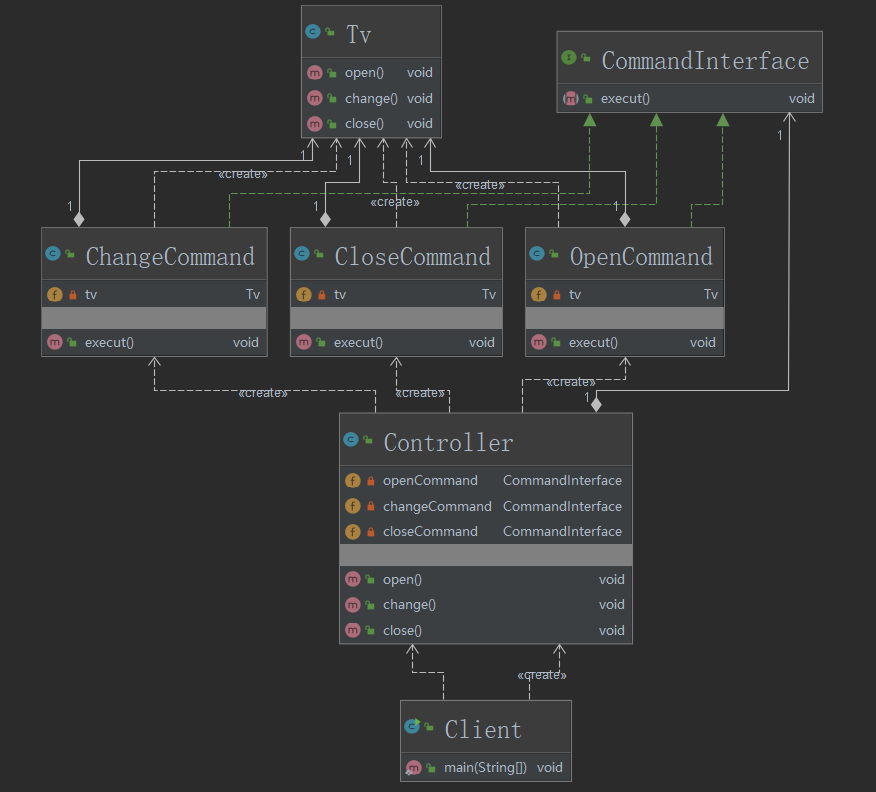 Tv
open() void
change() void
close() void
CommandInterface
execut() void
1
1
1
1
«create»
«create»
«create»
1
1
1
ChangeCommand
tv Tv
execut() void
CloseCommand
tv Tv
execut() void
OpenCommand
tv Tv
execut() void
«create»
«create»
«create»
1
Controller
openCommand CommandInterface
changeCommand CommandInterface
closeCommand CommandInterface
open() void
change() void
close() void
«create»
Client
main(String[]) void